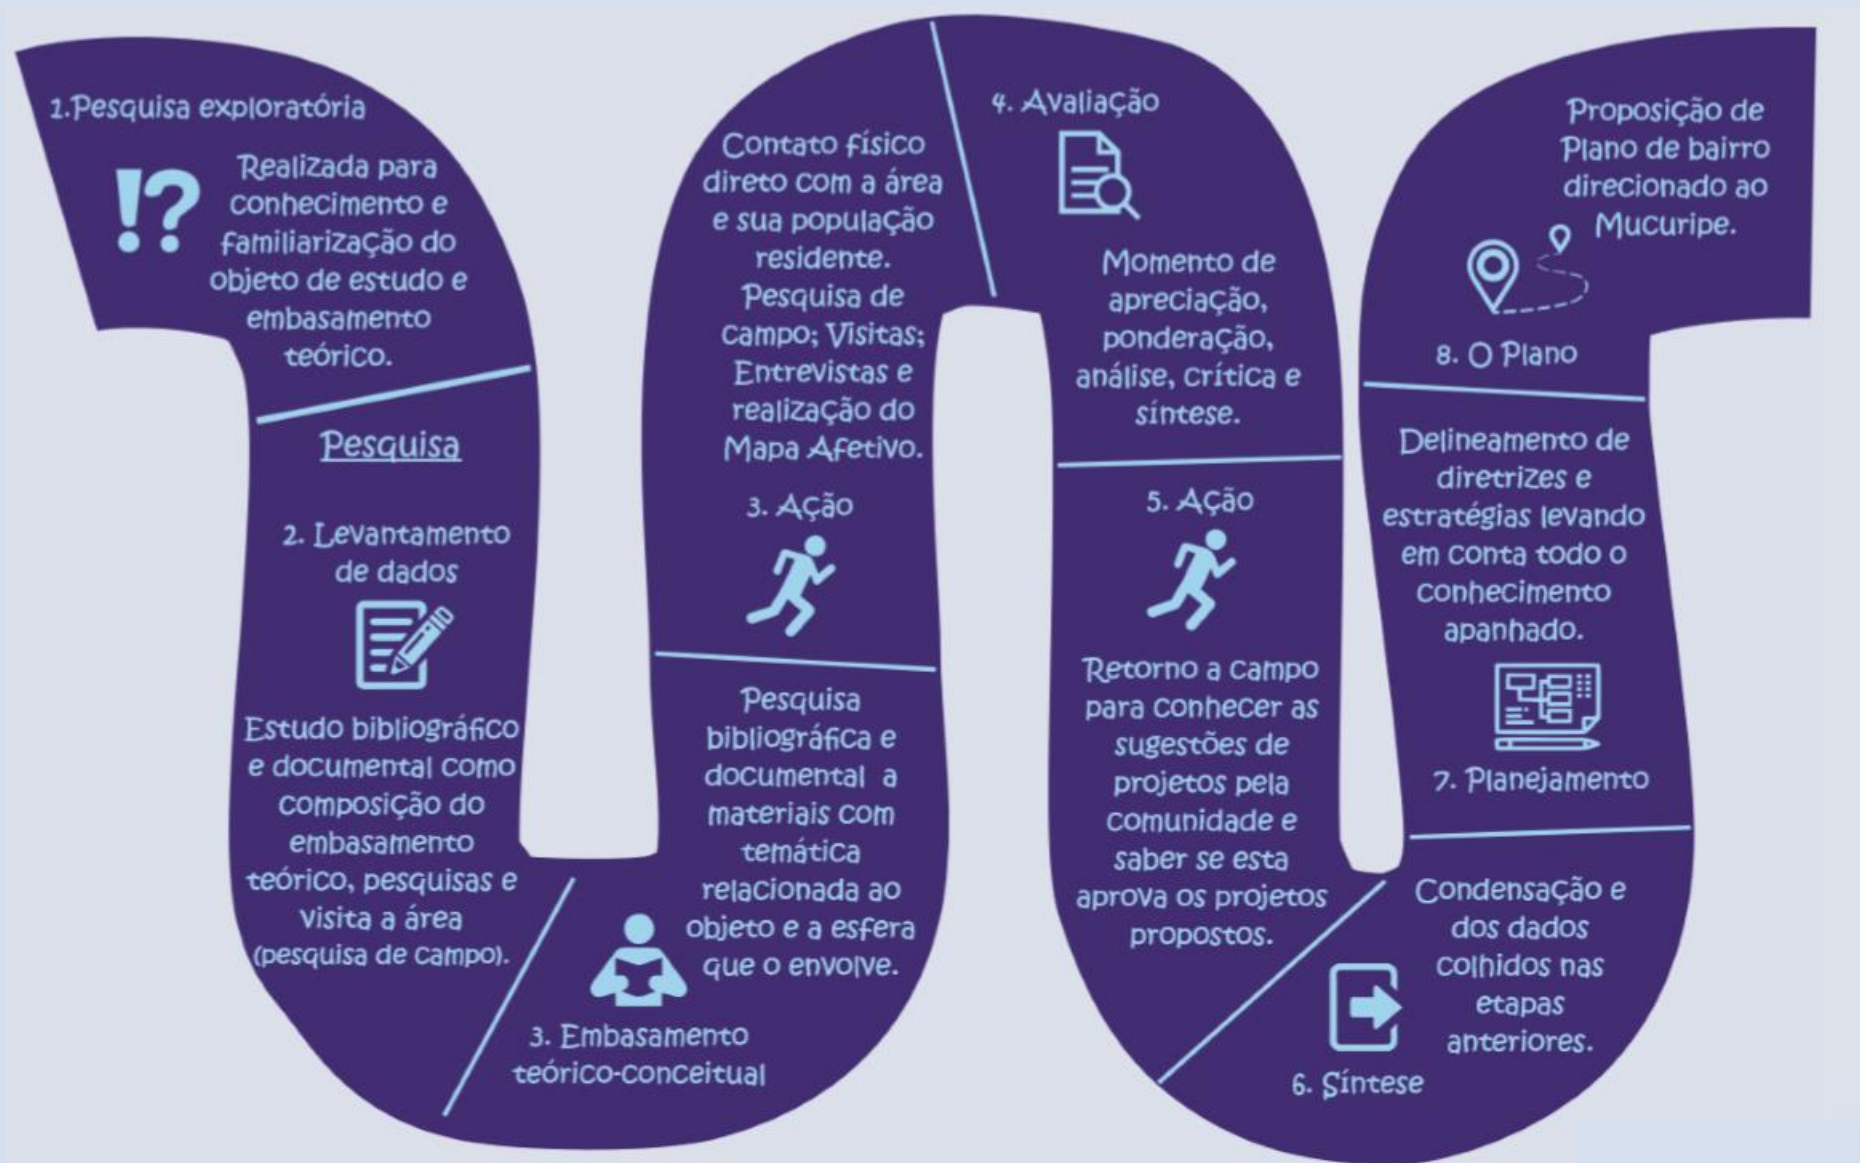 1.Pesquisa exploratória
!?
Realizada para
conhecimento e
familiarização do
objeto de estudo e
embasamento
teórico.
Pesquisa
2. Levantamento
de dados
Estudo bibliográfico
e documental como
composição do
embasamento
teórico, pesquisas e
visita a área
(pesquisa de campo).
3. Embasamento
teórico-conceitual
Pesquisa
bibliográfica e
documental a
materiais com
temática
relacionada ao
objeto e a esfera
que o envolve.
3. Ação
Contato físico
direto com a área
e sua população
residente.
Pesquisa de
campo; Visitas;
Entrevistas e
realização do
Mapa Afetivo.
4. Avaliação
Momento de
apreciação,
ponderação,
análise, crítica e
síntese.
5. Ação
Retorno a campo
para conhecer as
sugestões de
projetos pela
comunidade e
saber se esta
aprova os projetos
propostos.
6. Síntese
Condensação e
dos dados
colhidos nas
etapas
anteriores.
7. Planejamento
Delineamento de
diretrizes e
estratégias levando
em conta todo o
conhecimento
apanhado.
8. O Plano
Proposição de
Plano de bairro
direcionado ao
Mucuripe.